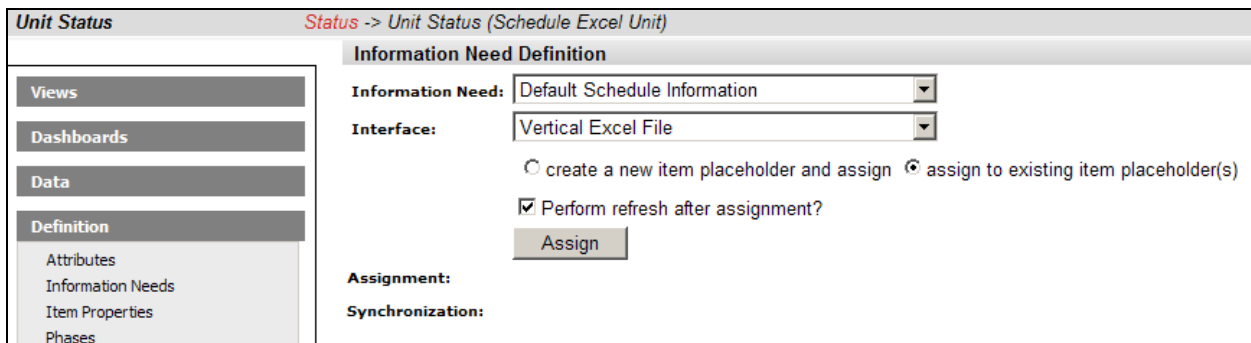 Unit Status Status -> Unit Status (Schedule Excel Unit)
Information Need Definition
Views
Dashboards
Data
Definition
Attributes
Information Needs
Item Properties
Phases
Information Need: Default Schedule Information
Interface: Vertical Excel File
create a new item placeholder and assign assign to existing item placeholder(s)
Perform refresh after assignment?
Assign
Assignment:
Synchronization: